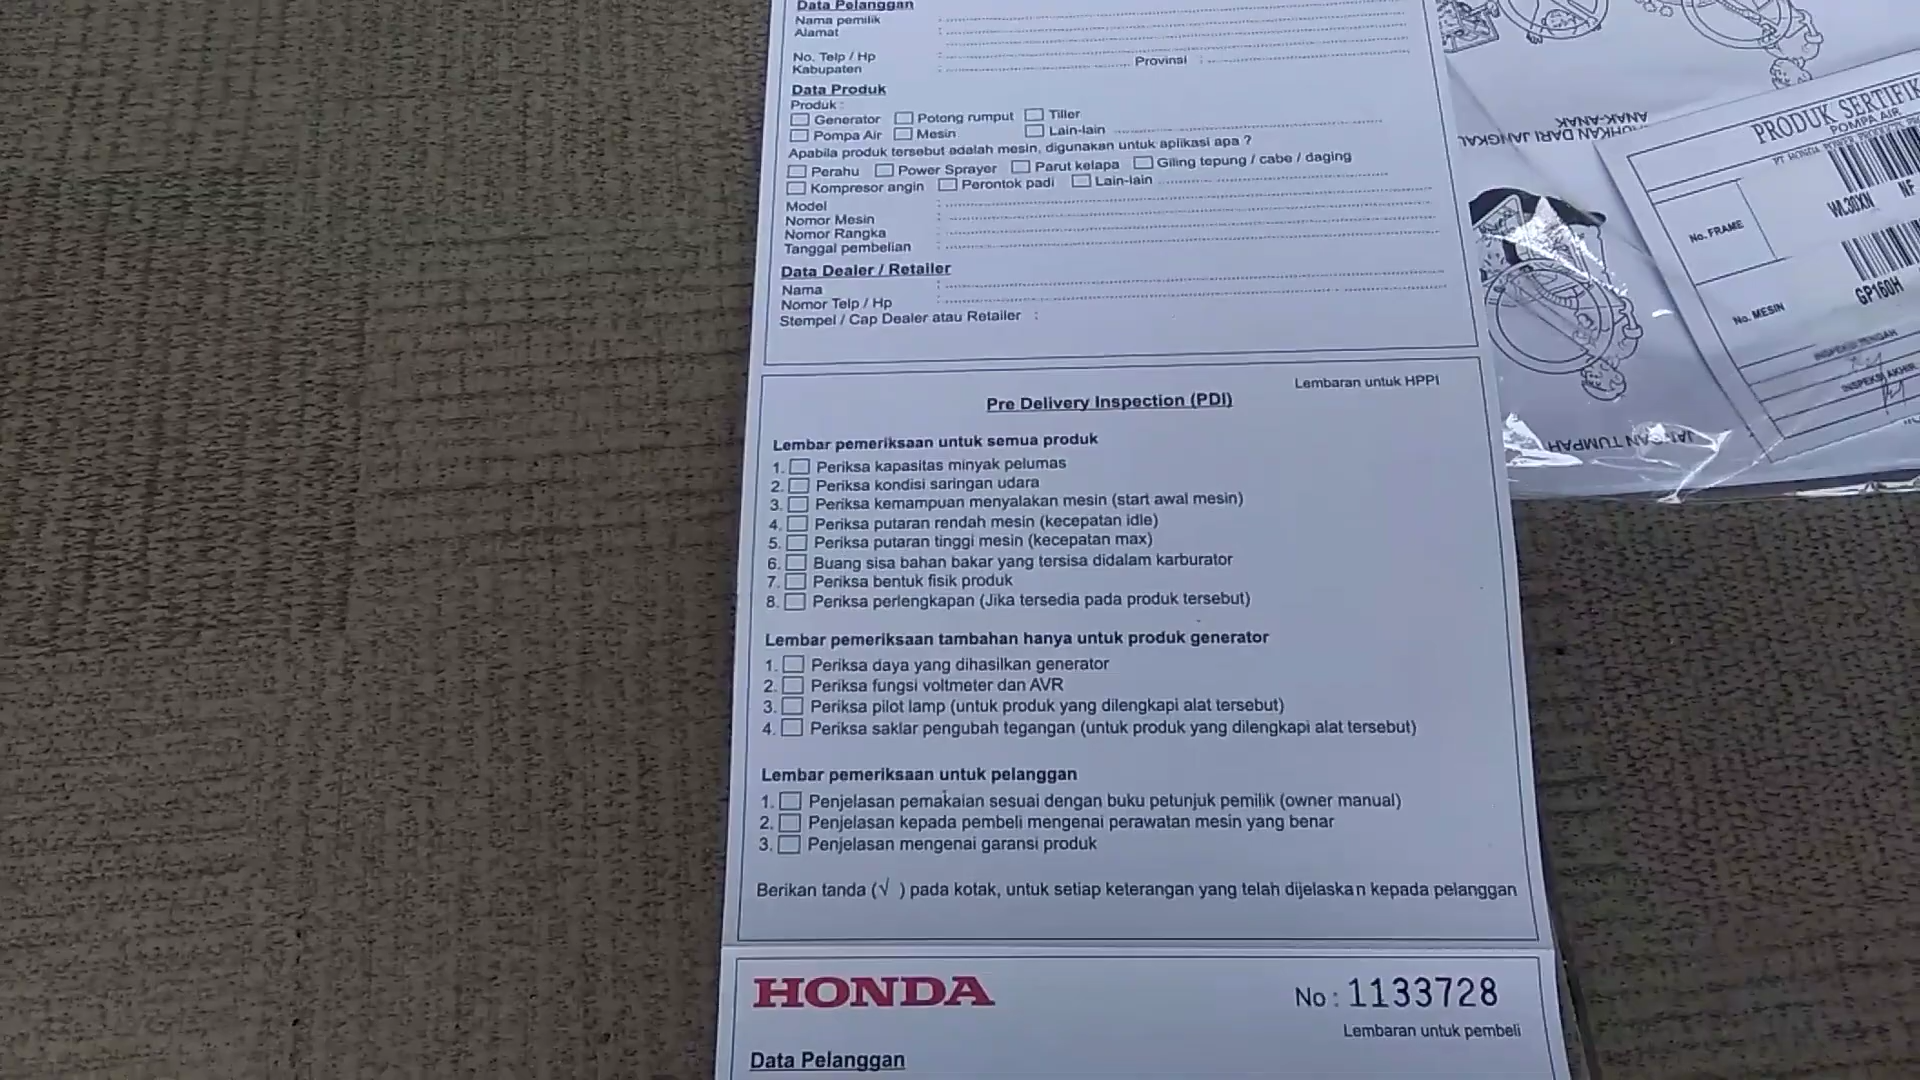 Data Pelanggan
Nama pemilik :
Alamat :
No. Telp / Hp :
Kabupaten : Provinsi :
Data Produk
Produk :
Generator Potong rumput Tiller
Pompa Air Mesin Lain-lain
Apabila produk tersebut adalah mesin, digunakan untuk aplikasi apa ?
Perahu Power Sprayer Parut kelapa Giling tepung / cabe / daging
Kompresor angin Perontok padi Lain-lain
Model :
Nomor Mesin :
Nomor Rangka :
Tanggal pembelian :
Data Dealer / Retailer
Nama :
Nomor Telp / Hp :
Stempel / Cap Dealer atau Retailer :
Lembaran untuk HPPI
Pre Delivery Inspection (PDI)
Lembar pemeriksaan untuk semua produk
1. Periksa kapasitas minyak pelumas
2. Periksa kondisi saringan udara
3. Periksa kemampuan menyalakan mesin (start awal mesin)
4. Periksa putaran rendah mesin (kecepatan idle)
5. Periksa putaran tinggi mesin (kecepatan max)
6. Buang sisa bahan bakar yang tersisa didalam karburator
7. Periksa bentuk fisik produk
8. Periksa perlengkapan (Jika tersedia pada produk tersebut)
Lembar pemeriksaan tambahan hanya untuk produk generator
1. Periksa daya yang dihasilkan generator
2. Periksa fungsi voltmeter dan AVR
3. Periksa pilot lamp (untuk produk yang dilengkapi alat tersebut)
4. Periksa saklar pengubah tegangan (untuk produk yang dilengkapi alat tersebut)
Lembar pemeriksaan untuk pelanggan
1. Penjelasan pemakaian sesuai dengan buku petunjuk pemilik (owner manual)
2. Penjelasan kepada pembeli mengenai perawatan mesin yang benar
3. Penjelasan mengenai garansi produk
Berikan tanda (√ ) pada kotak, untuk setiap keterangan yang telah dijelaskan kepada pelanggan
HONDA
No : 1133728
Lembaran untuk pembeli
Data Pelanggan
DARI JANGKAUAN
ANAK-ANAK
JANGAN TUMPAH
PRODUK
POMPA AIR
No. FRAME
WL30XN
No. MESIN
GP160H
INSPEKSI TENGAH
INSPEKSI AKHIR